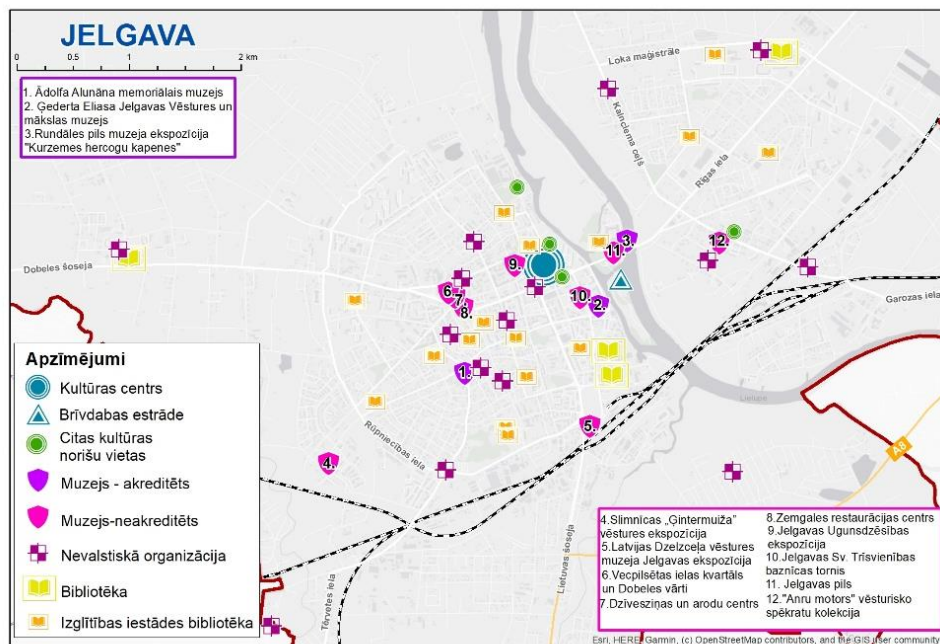 JELGAVA
0 0.5 1 2 km
1. Ādolfa Alunāna memoriālais muzejs
2. Ģederta Eliasa Jelgavas Vēstures un
mākslas muzejs
3.Rundāles pils muzeja ekspozīcija
"Kurzemes hercogu kapenes"
Loka maģistrāle
Kalnciema ceļš
Rīgas iela
Dobeles šoseja
3.
11.
12.
9.
6.
7.
8.
10.
2.
Garozas iela
1.
Lielupe
5.
4.
Rūpniecības iela
A8
Tērvetes iela
Lietuvas šoseja
Apzīmējumi
Kultūras centrs
Brīvdabas estrāde
Citas kultūras
norišu vietas
Muzejs - akreditēts
Muzejs-neakreditēts
Nevalstiskā organizācija
Bibliotēka
Izglītības iestādes bibliotēka
4.Slimnīcas „Ģintermuiža"
vēstures ekspozīcija
5.Latvijas Dzelzceļa vēstures
muzeja Jelgavas ekspozīcija
6.Vecpilsētas ielas kvartāls
un Dobeles vārti
7.Dzīvesziņas un arodu centrs
8.Zemgales restaurācijas centrs
9.Jelgavas Ugunsdzēsības
ekspozīcija
10.Jelgavas Sv. Trīsvienības
baznīcas tornis
11. Jelgavas pils
12."Anru motors" vēsturisko
spēkratu kolekcija
Esri, HERE, Garmin, (c) OpenStreetMap contributors, and the GIS user community